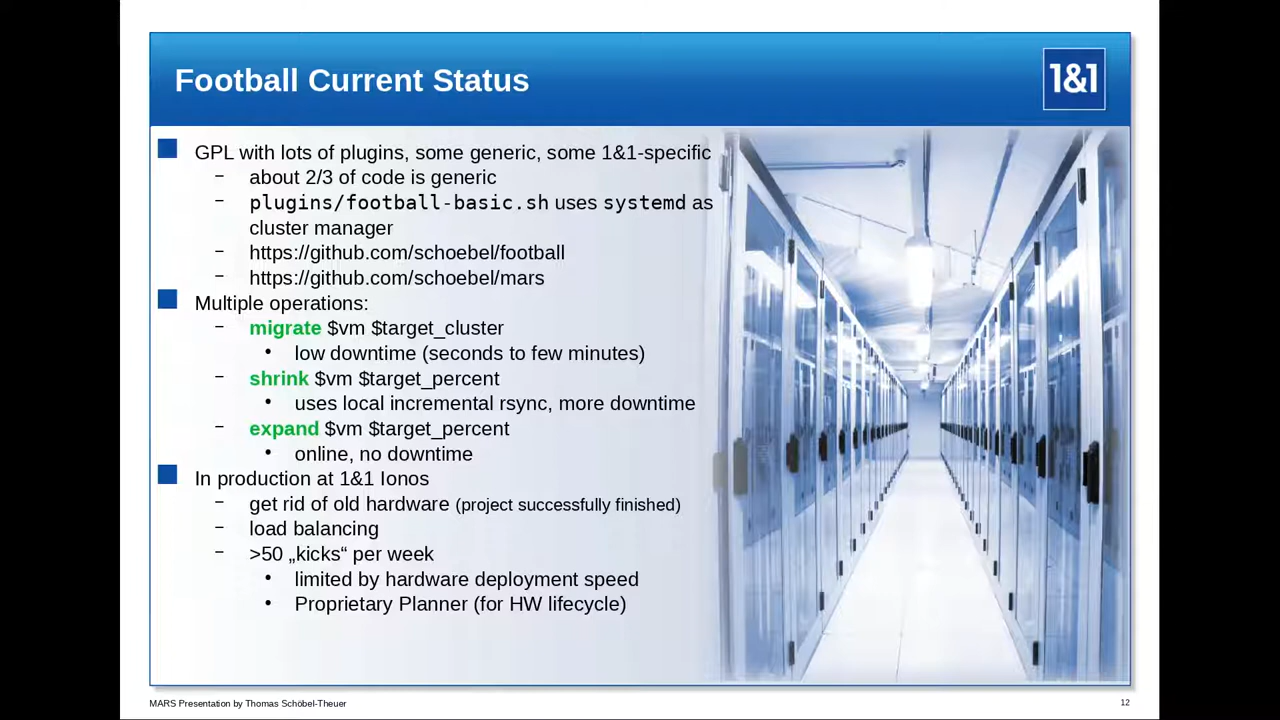 Football Current Status
1&1
GPL with lots of plugins, some generic, some 1&1-specific
– about 2/3 of code is generic
– plugins/football-basic.sh uses systemd as
cluster manager
– https://github.com/schoebel/football
– https://github.com/schoebel/mars
Multiple operations:
– migrate $vm $target_cluster
• low downtime (seconds to few minutes)
– shrink $vm $target_percent
• uses local incremental rsync, more downtime
– expand $vm $target_percent
• online, no downtime
In production at 1&1 Ionos
– get rid of old hardware (project successfully finished)
– load balancing
– >50 „kicks“ per week
• limited by hardware deployment speed
• Proprietary Planner (for HW lifecycle)
MARS Presentation by Thomas Schöbel-Theuer
12